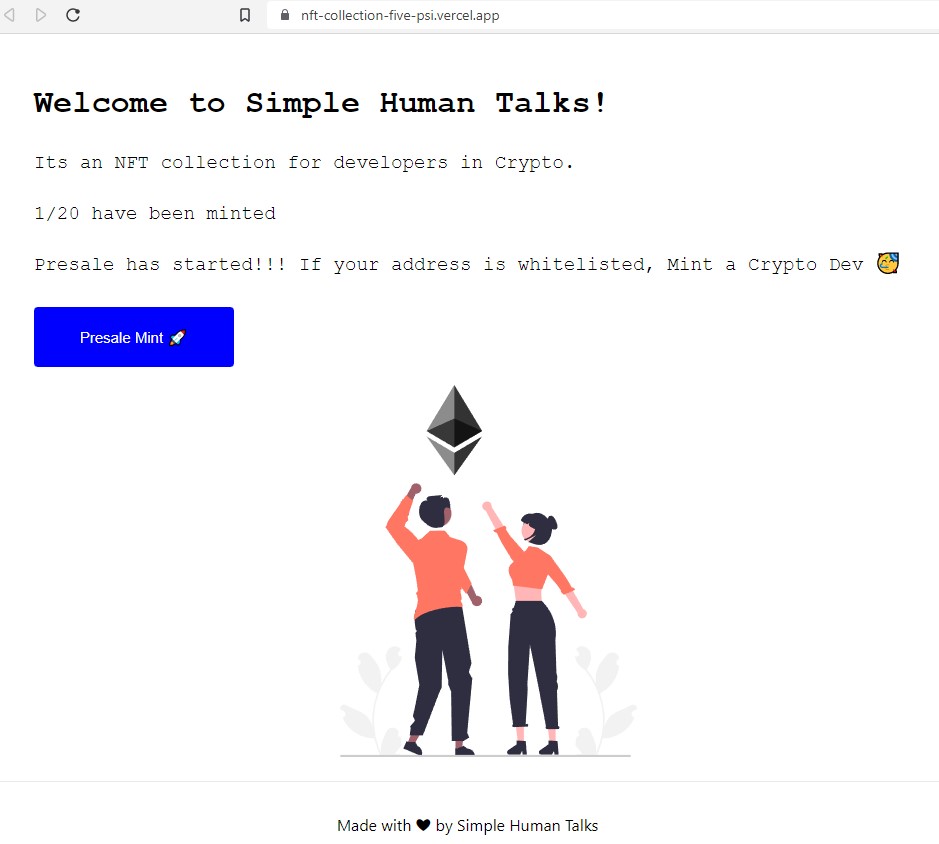 nft-collection-five-psi.vercel.app
Welcome to Simple Human Talks!
Its an NFT collection for developers in Crypto.
1/20 have been minted
Presale has started!!! If your address is whitelisted, Mint a Crypto Dev 🥳
Presale Mint 🚀
Made with ❤ by Simple Human Talks